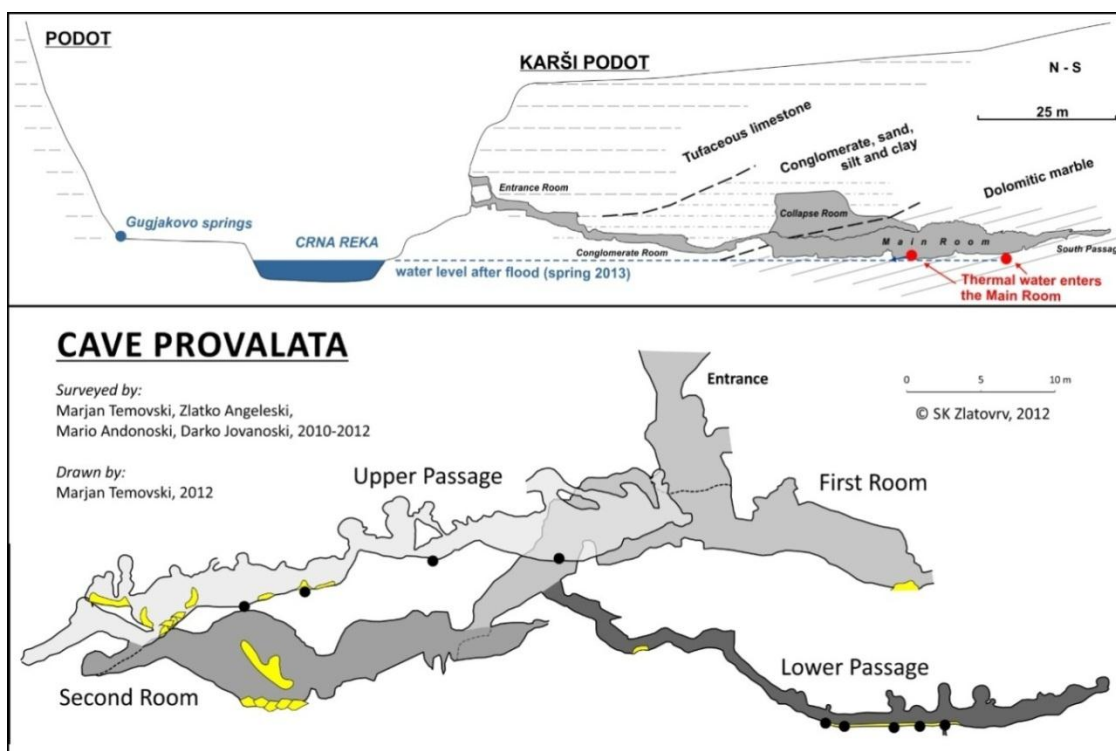 PODOT
KARŠI PODOT
N - S
25 m
Tufaceous limestone
Conglomerate, sand,
silt and clay
Dolomitic marble
Entrance Room
Collapse Room
Gugjakovo springs
CRNA REKA
Conglomerate Room
Main Room
South Passag
water level after flood (spring 2013)
Thermal water enters
the Main Room
CAVE PROVALATA
Surveyed by:
Marjan Temovski, Zlatko Angeleski,
Mario Andonoski, Darko Jovanoski, 2010-2012
Drawn by:
Marjan Temovski, 2012
Entrance
0 5 10 m
© SK Zlatovrv, 2012
Upper Passage
First Room
Second Room
Lower Passage